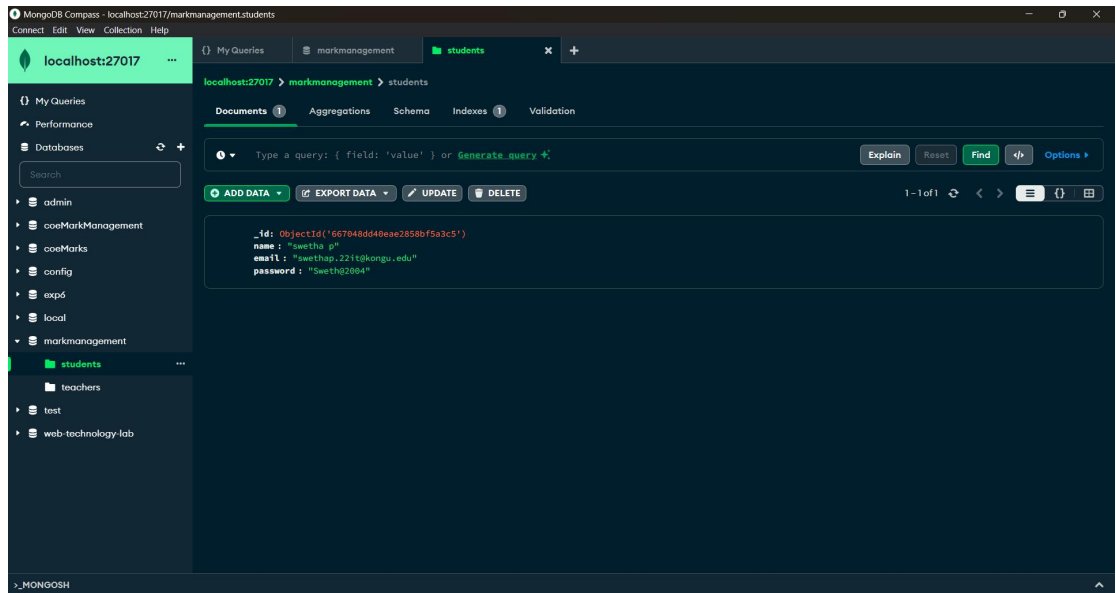 MongoDB Compass - localhost:27017/markmanagement.students
Connect Edit View Collection Help
localhost:27017 ...
{} My Queries
Performance
Databases
Search
admin
coeMarkManagement
coeMarks
config
exp6
local
markmanagement
students ...
teachers
test
web-technology-lab
{} My Queries
markmanagement
students
localhost:27017 > markmanagement > students
Documents 1 Aggregations Schema Indexes 1 Validation
Type a query: { field: 'value' } or Generate query
Explain Reset Find </> Options
ADD DATA EXPORT DATA UPDATE DELETE
1-1 of 1 {}
_id: ObjectId('667048dd40eae2858bf5a3c5')
name : "swetha p"
email : "swethap.22it@kongu.edu"
password : "Sweth@2004"
>_MONGOSH